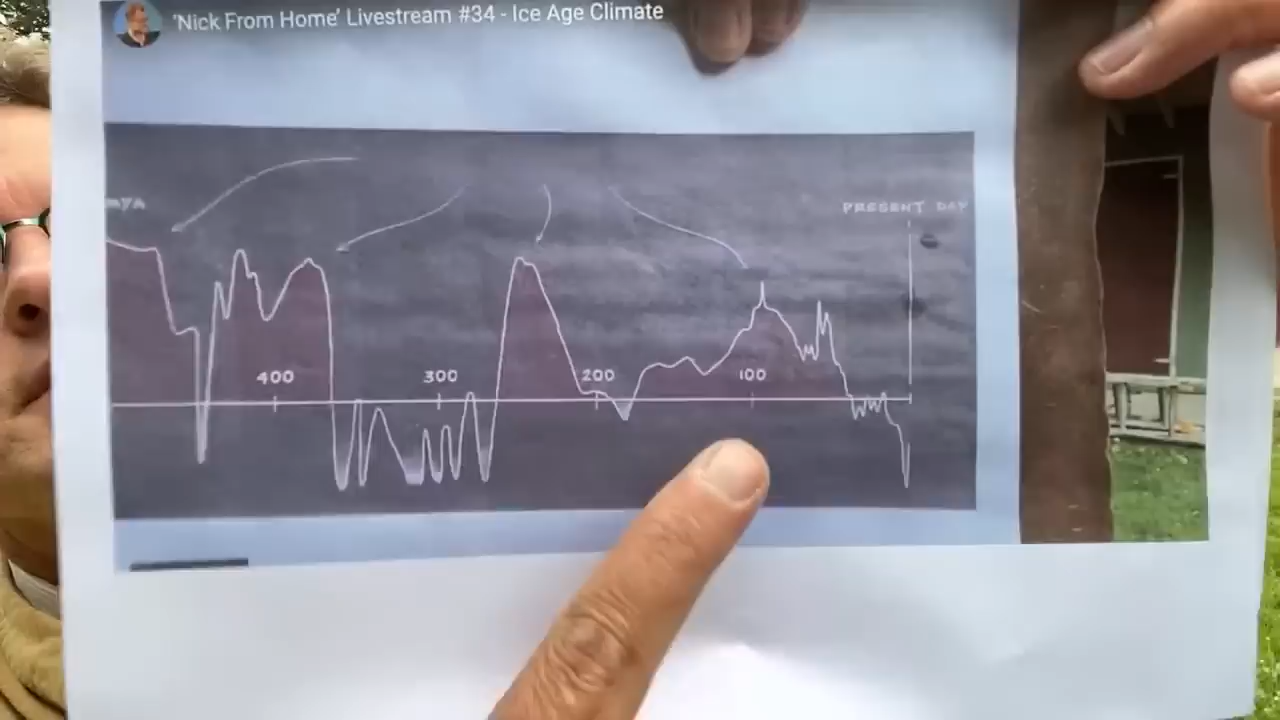 'Nick From Home' Livestream #34 - Ice Age Climate
MYA
PRESENT DAY
400
300
200
100